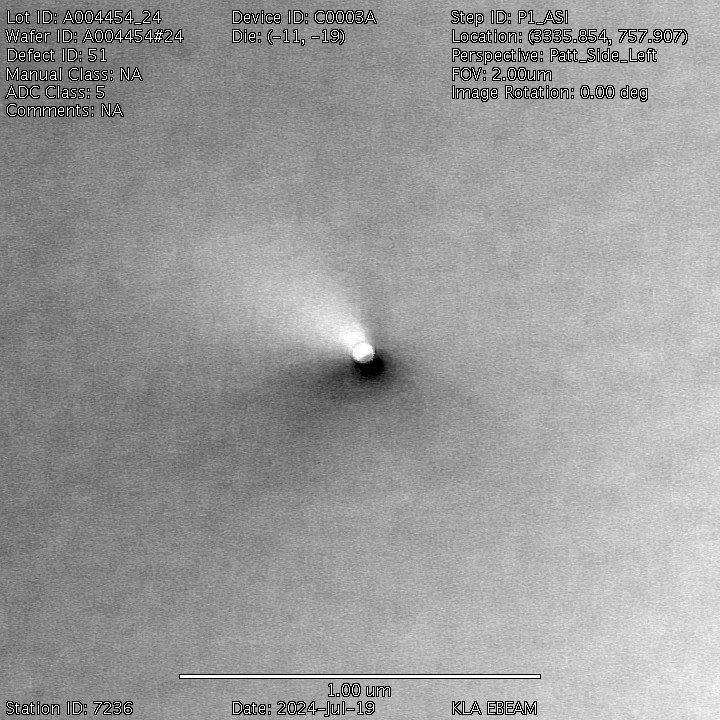 Lot ID: A004454_24 Device ID: C0003A Step ID: P1_ASI
Wafer ID: A004454#24 Die: (-11, -19) Location: (3335.854, 757.907)
Defect ID: 51 Perspective: Patt_Side_Left
Manual Class: NA FOV: 2.00um
ADC Class: 5 Image Rotation: 0.00 deg
Comments: NA
1.00 um
Station ID: 7236 Date: 2024-Jul-19 KLA EBEAM